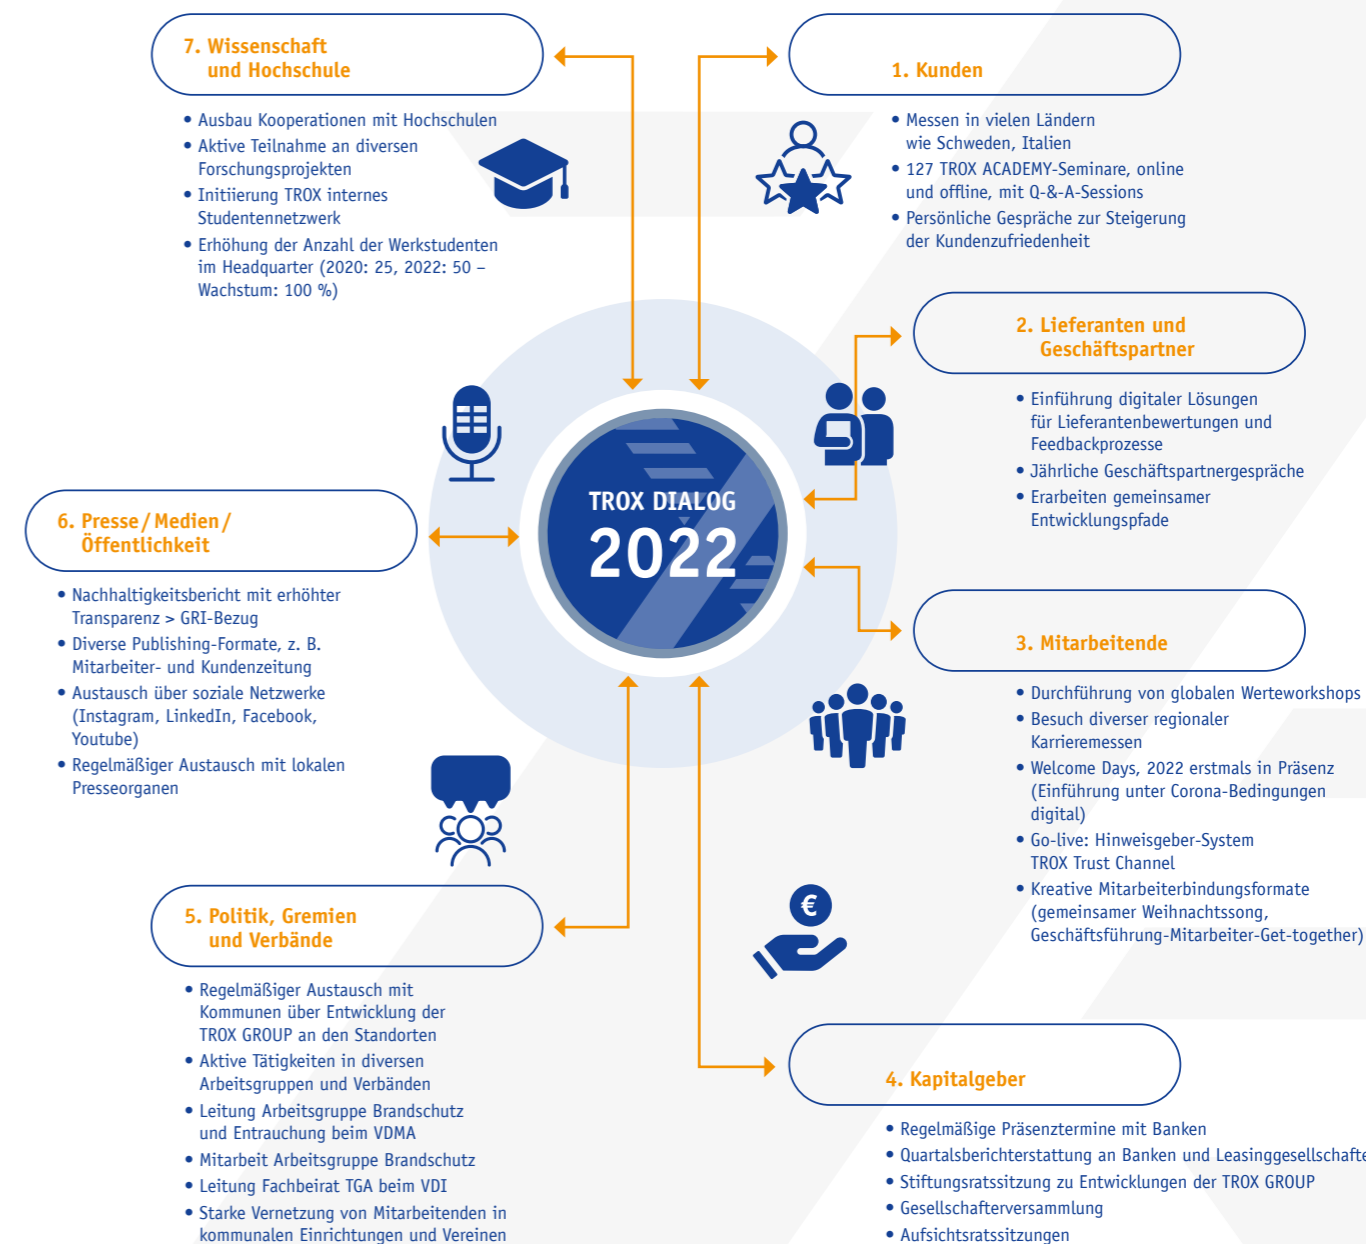 TROX DIALOG
2022
1. Kunden
• Messen in vielen Ländern
wie Schweden, Italien
• 127 TROX ACADEMY-Seminare, online
und offline, mit Q-&-A-Sessions
• Persönliche Gespräche zur Steigerung
der Kundenzufriedenheit
2. Lieferanten und
Geschäftspartner
• Einführung digitaler Lösungen
für Lieferantenbewertungen und
Feedbackprozesse
• Jährliche Geschäftspartnergespräche
• Erarbeiten gemeinsamer
Entwicklungspfade
3. Mitarbeitende
• Durchführung von globalen Werteworkshops
• Besuch diverser regionaler
Karrieremessen
• Welcome Days, 2022 erstmals in Präsenz
(Einführung unter Corona-Bedingungen
digital)
• Go-live: Hinweisgeber-System
TROX Trust Channel
• Kreative Mitarbeiterbindungsformate
(gemeinsamer Weihnachtssong,
Geschäftsführung-Mitarbeiter-Get-together)
€
4. Kapitalgeber
• Regelmäßige Präsenztermine mit Banken
• Quartalsberichterstattung an Banken und Leasinggesellschafte
• Stiftungsratssitzung zu Entwicklungen der TROX GROUP
• Gesellschafterversammlung
• Aufsichtsratssitzungen
5. Politik, Gremien
und Verbände
• Regelmäßiger Austausch mit
Kommunen über Entwicklung der
TROX GROUP an den Standorten
• Aktive Tätigkeiten in diversen
Arbeitsgruppen und Verbänden
• Leitung Arbeitsgruppe Brandschutz
und Entrauchung beim VDMA
• Mitarbeit Arbeitsgruppe Brandschutz
• Leitung Fachbeirat TGA beim VDI
• Starke Vernetzung von Mitarbeitenden in
kommunalen Einrichtungen und Vereinen
6. Presse/Medien/
Öffentlichkeit
• Nachhaltigkeitsbericht mit erhöhter
Transparenz > GRI-Bezug
• Diverse Publishing-Formate, z. B.
Mitarbeiter- und Kundenzeitung
• Austausch über soziale Netzwerke
(Instagram, LinkedIn, Facebook,
Youtube)
• Regelmäßiger Austausch mit lokalen
Presseorganen
7. Wissenschaft
und Hochschule
• Ausbau Kooperationen mit Hochschulen
• Aktive Teilnahme an diversen
Forschungsprojekten
• Initiierung TROX internes
Studentennetzwerk
• Erhöhung der Anzahl der Werkstudenten
im Headquarter (2020: 25, 2022: 50 –
Wachstum: 100 %)